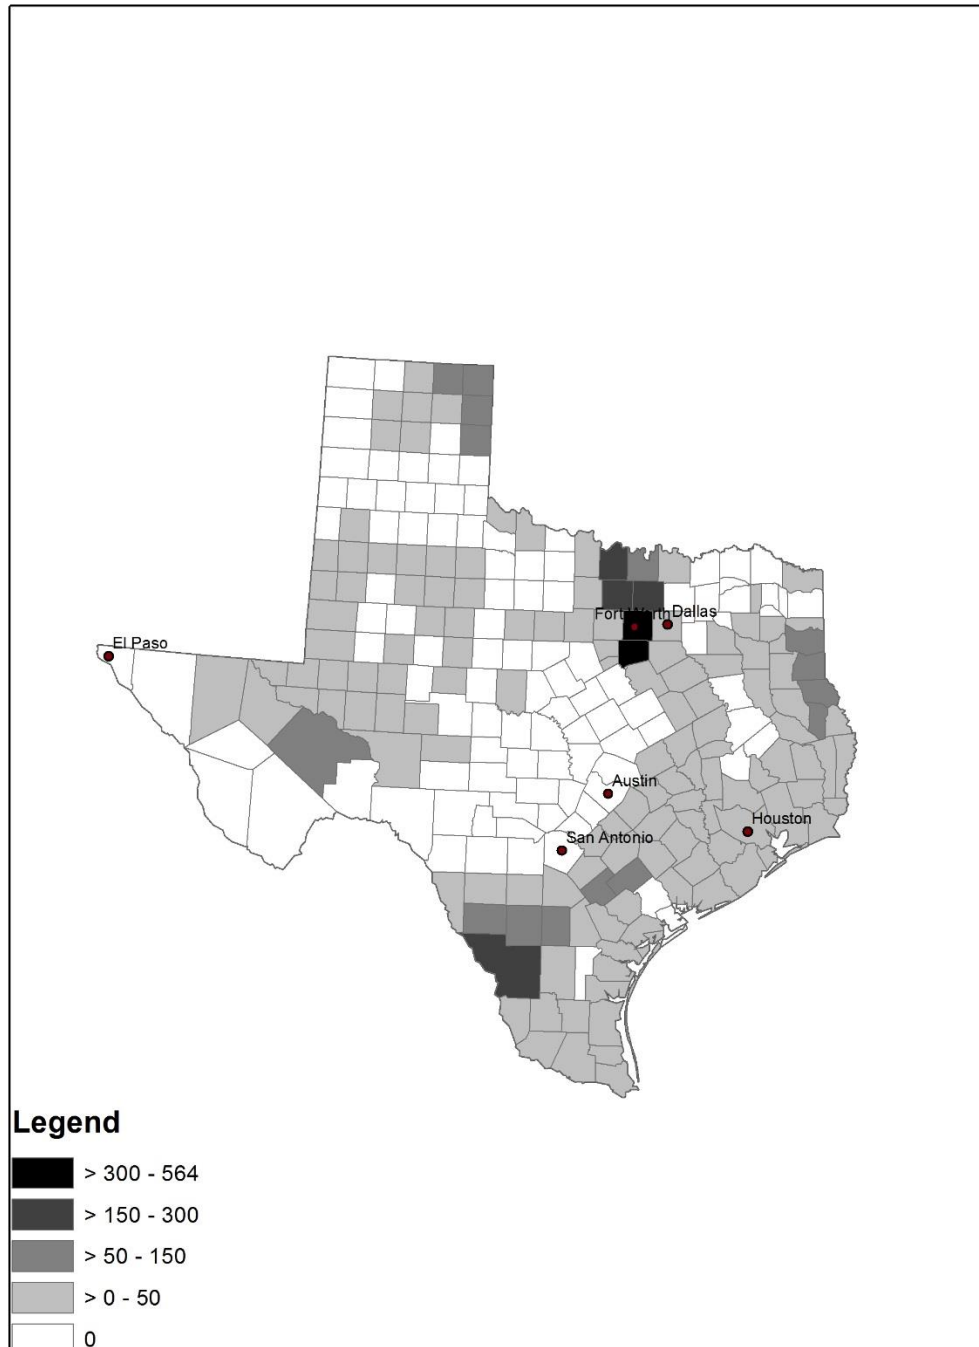 Fort Worth
Dallas
El Paso
Austin
Houston
San Antonio
Legend
> 300 - 564
> 150 - 300
> 50 - 150
> 0 - 50
0